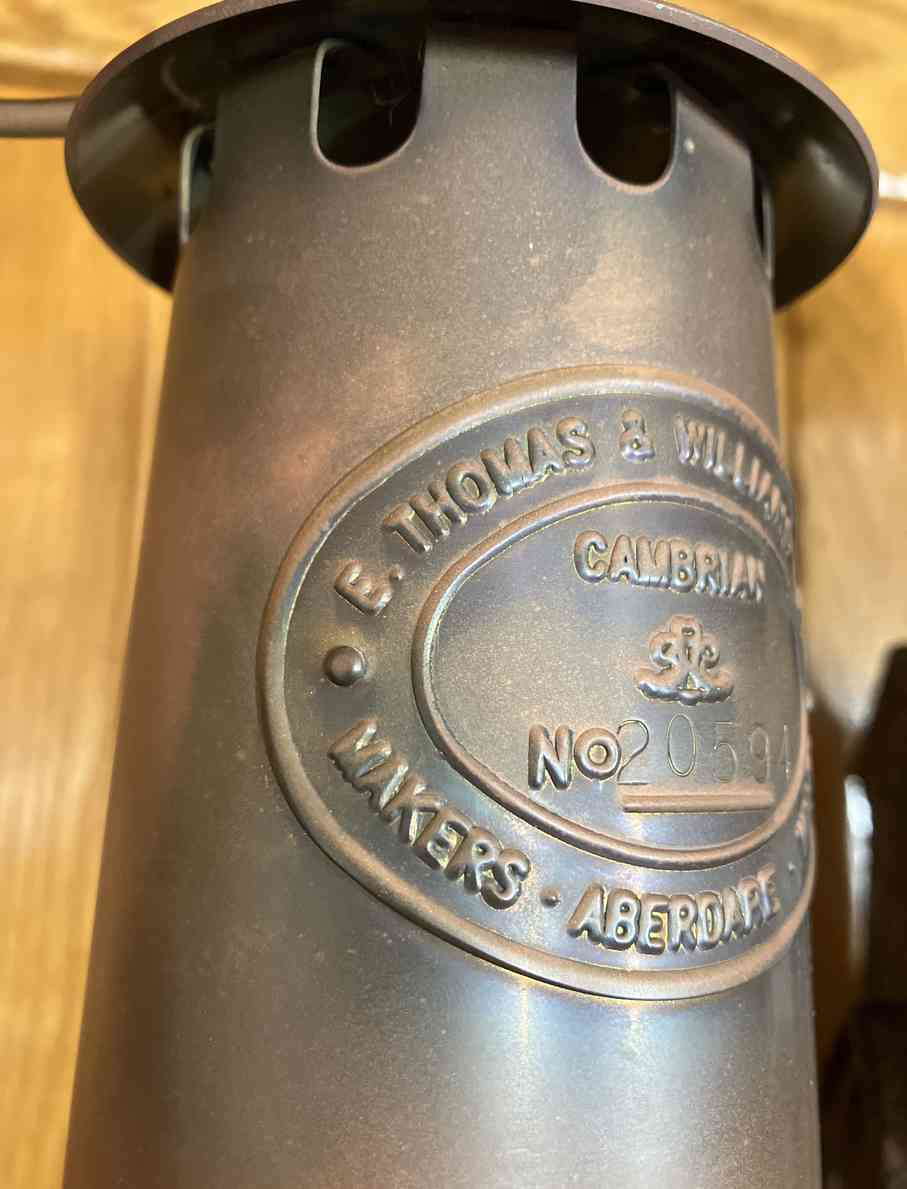 E. THOMAS & WILLIAMS
CAMBRIAN
No 20594
MAKERS · ABERDARE ·